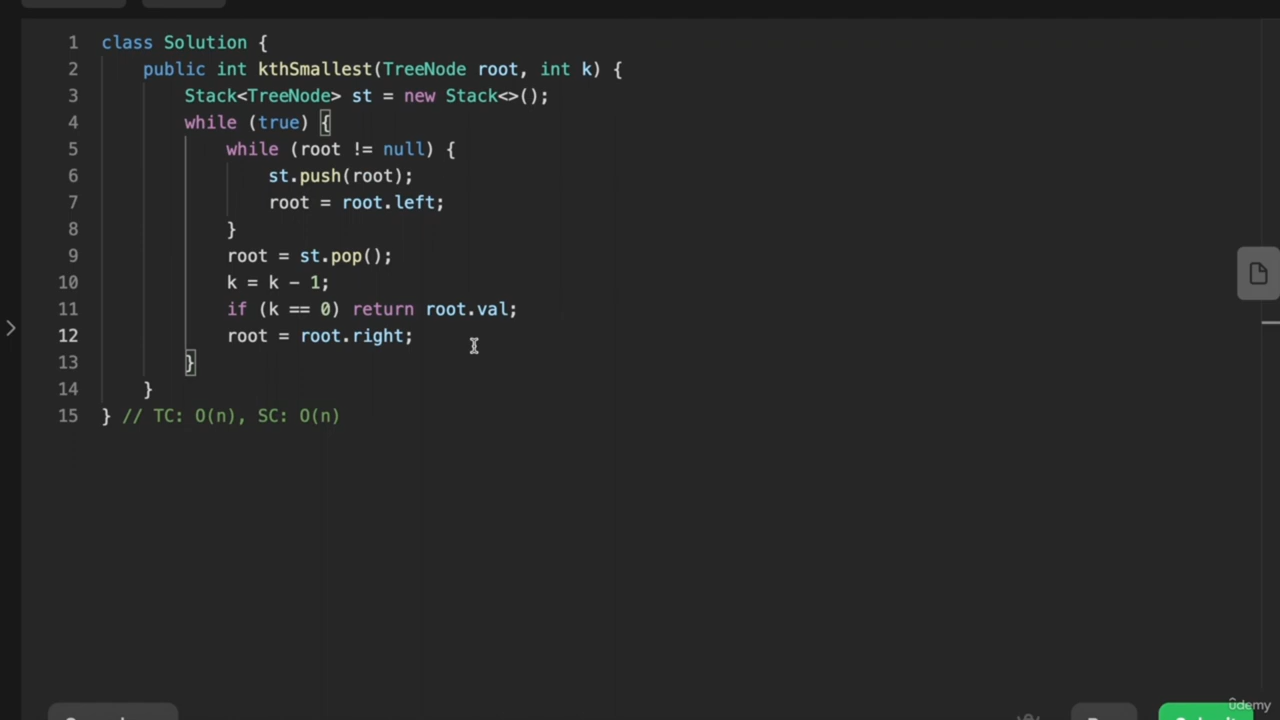 1 class Solution {
2 public int kthSmallest(TreeNode root, int k) {
3 Stack<TreeNode> st = new Stack<>();
4 while (true) {
5 while (root != null) {
6 st.push(root);
7 root = root.left;
8 }
9 root = st.pop();
10 k = k - 1;
11 if (k == 0) return root.val;
12 root = root.right;
13 }
14 }
15 } // TC: O(n), SC: O(n)
ûdemy